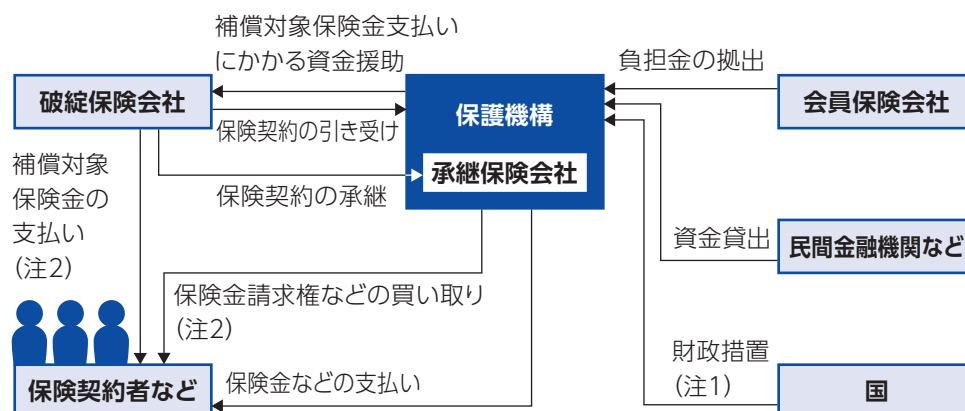 補償対象保険金支払い
にかかる資金援助
負担金の拠出
破綻保険会社
保護機構
会員保険会社
保険契約の引き受け
承継保険会社
補償対象
保険金の
支払い
(注2)
保険契約の承継
資金貸出
民間金融機関など
保険金請求権などの買い取り
(注2)
財政措置
(注1)
保険契約者など
保険金などの支払い
国